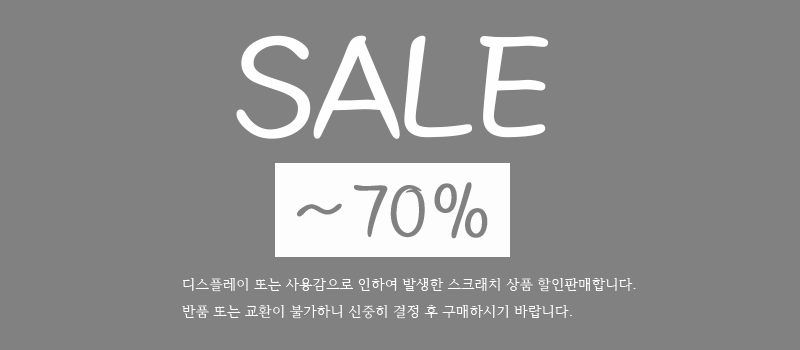 SALE
~70%
디스플레이 또는 사용감으로 인하여 발생한 스크래치 상품 할인판매합니다.
반품 또는 교환이 불가하니 신중히 결정 후 구매하시기 바랍니다.